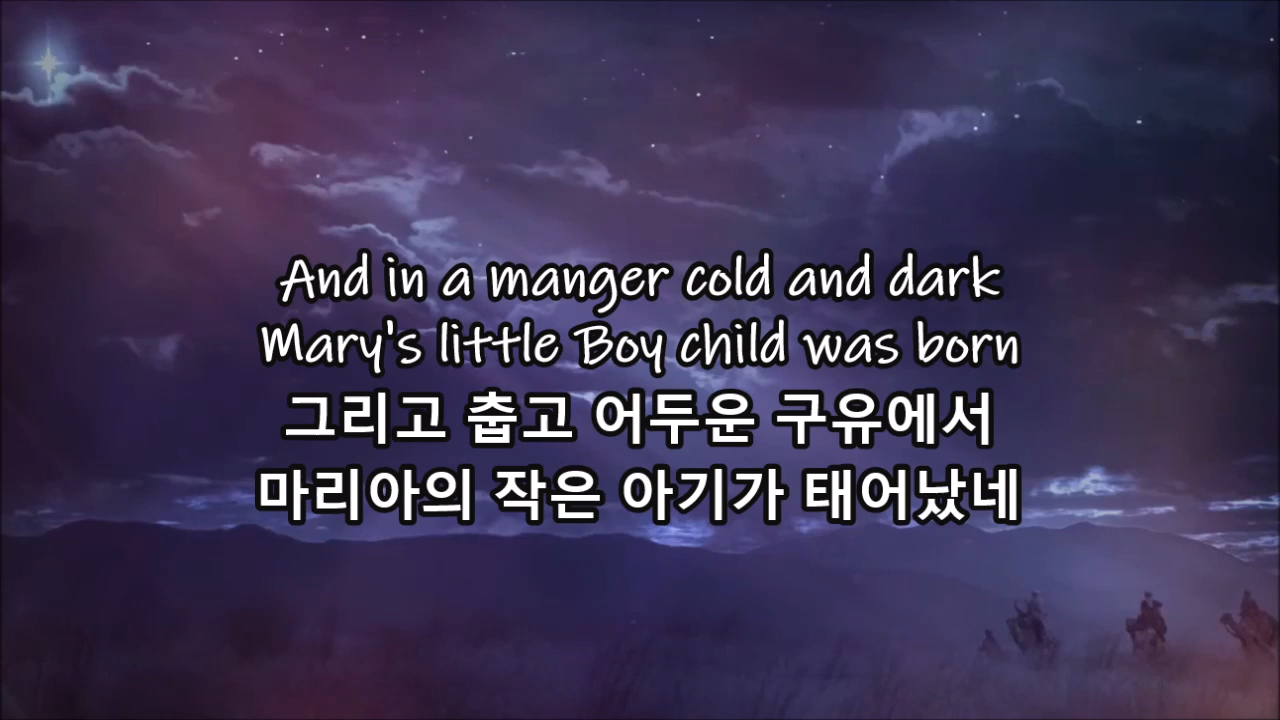 And in a manger cold and dark
Mary's little Boy child was born
그리고 춥고 어두운 구유에서
마리아의 작은 아기가 태어났네